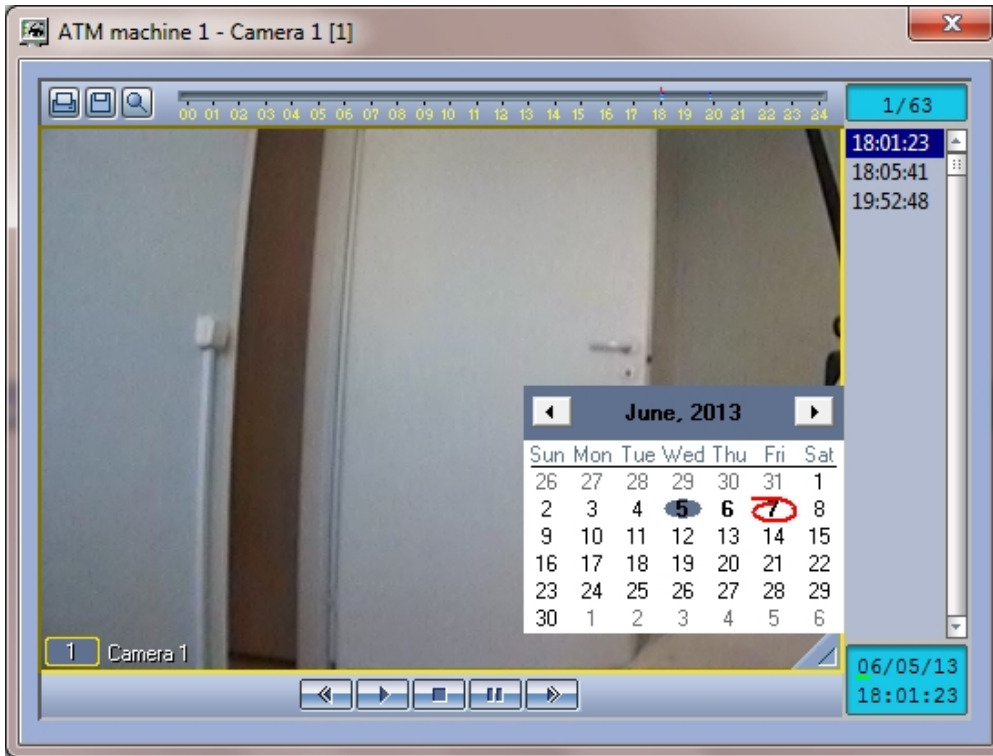 ATM machine 1 - Camera 1 [1]
00 01 02 03 04 05 06 07 08 09 10 11 12 13 14 15 16 17 18 19 20 21 22 23 24
1/63
18:01:23
18:05:41
19:52:48
June, 2013
Sun Mon Tue Wed Thu Fri Sat
26 27 28 29 30 31 1
2 3 4 5 6 7 8
9 10 11 12 13 14 15
16 17 18 19 20 21 22
23 24 25 26 27 28 29
30 1 2 3 4 5 6
1 Camera 1
06/05/13
18:01:23